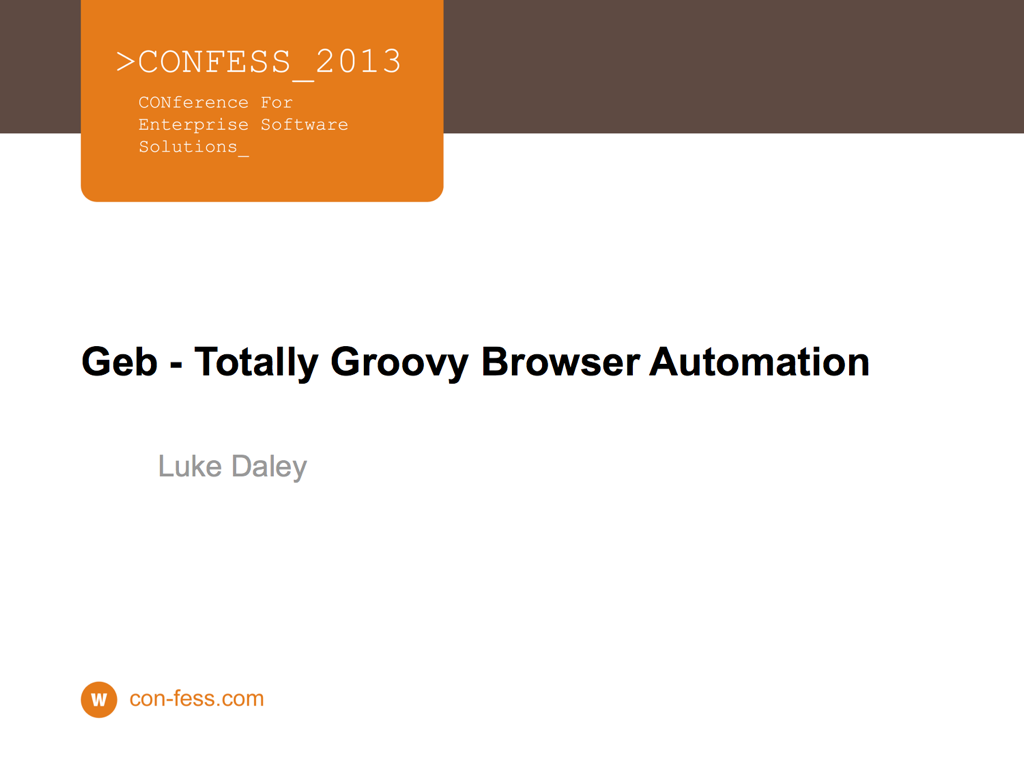 >CONFESS_2013
CONference For
Enterprise Software
Solutions_
Geb - Totally Groovy Browser Automation
Luke Daley
w con-fess.com